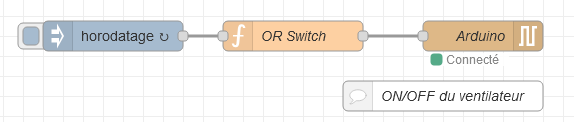 horodatage ↻
OR Switch
Arduino
Connecté
ON/OFF du ventilateur